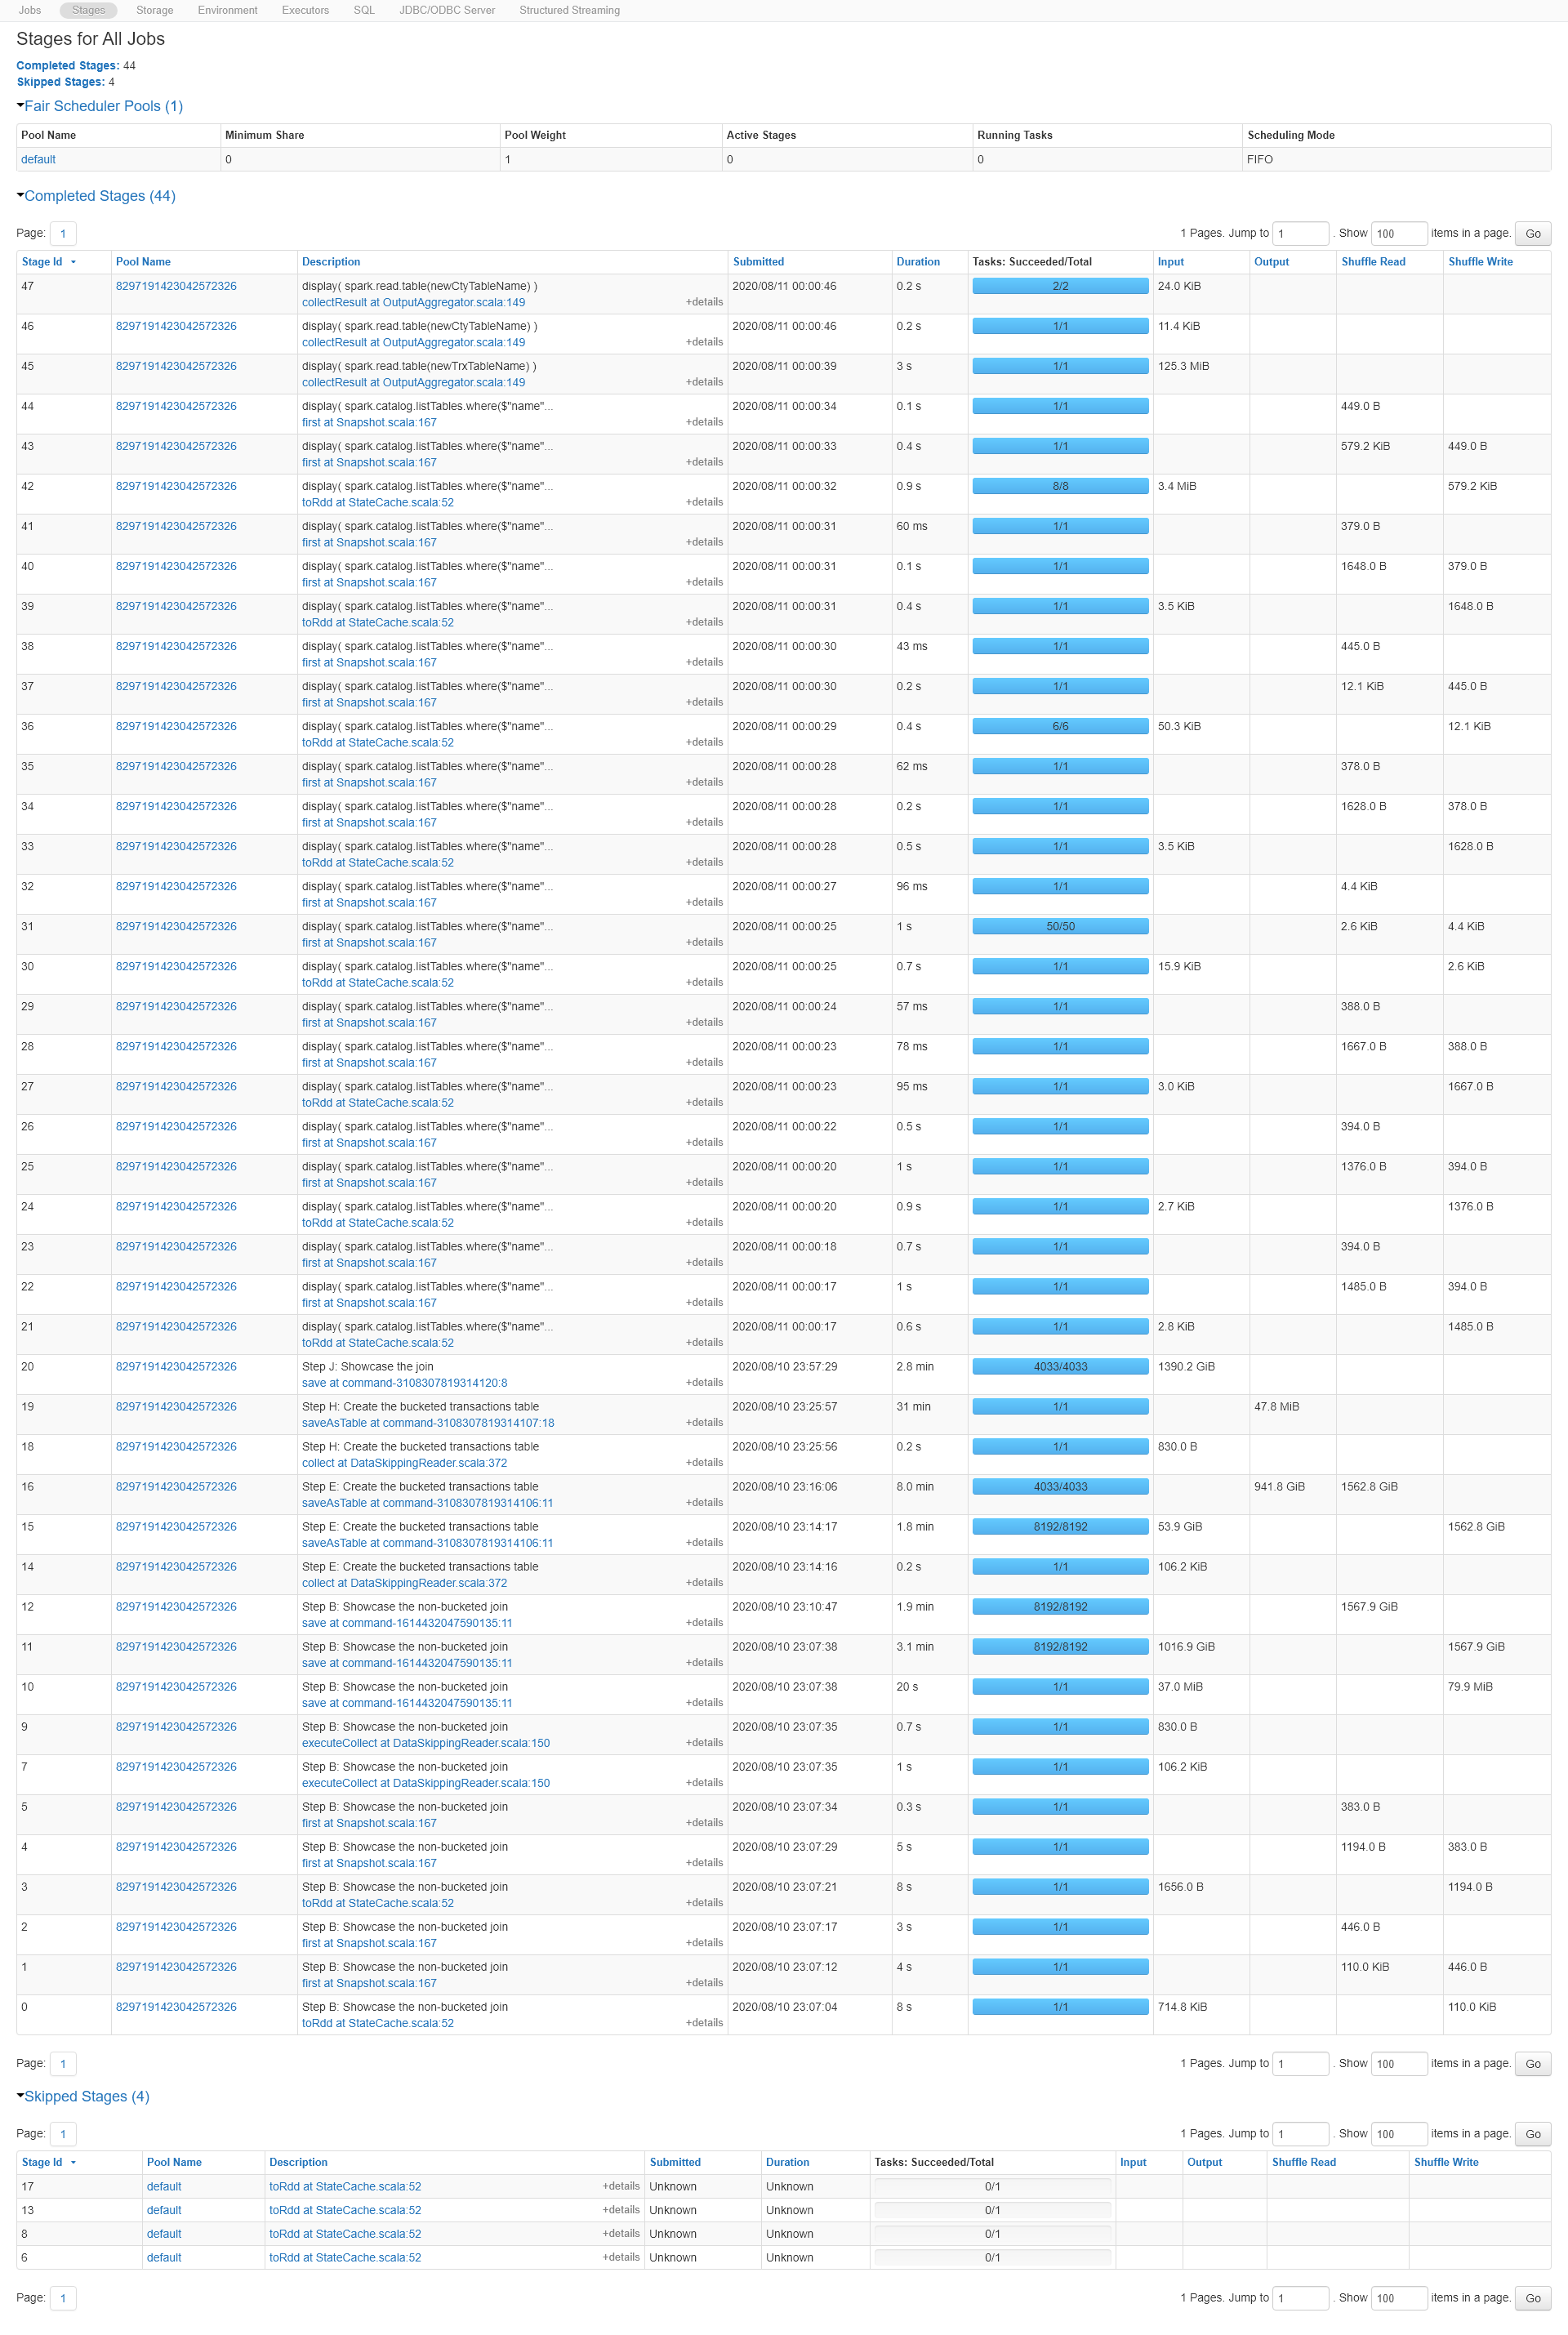 Jobs Stages Storage Environment Executors SQL JDBC/ODBC Server Structured Streaming
Stages for All Jobs
Completed Stages: 44
Skipped Stages: 4
Fair Scheduler Pools (1)
Pool Name Minimum Share Pool Weight Active Stages Running Tasks Scheduling Mode
default 0 1 0 0 FIFO
Completed Stages (44)
Page: 1 1 Pages. Jump to 1 . Show 100 items in a page. Go
Stage Id Pool Name Description Submitted Duration Tasks: Succeeded/Total Input Output Shuffle Read Shuffle Write
47 8297191423042572326 display( spark.read.table(newCtyTableName) ) 2020/08/11 00:00:46 0.2 s 2/2 24.0 KiB
collectResult at OutputAggregator.scala:149 +details
46 8297191423042572326 display( spark.read.table(newCtyTableName) ) 2020/08/11 00:00:46 0.2 s 1/1 11.4 KiB
collectResult at OutputAggregator.scala:149 +details
45 8297191423042572326 display( spark.read.table(newTrxTableName) ) 2020/08/11 00:00:39 3 s 1/1 125.3 MiB
collectResult at OutputAggregator.scala:149 +details
44 8297191423042572326 display( spark.catalog.listTables.where($"name"... 2020/08/11 00:00:34 0.1 s 1/1 449.0 B
first at Snapshot.scala:167 +details
43 8297191423042572326 display( spark.catalog.listTables.where($"name"... 2020/08/11 00:00:33 0.4 s 1/1 579.2 KiB 449.0 B
first at Snapshot.scala:167 +details
42 8297191423042572326 display( spark.catalog.listTables.where($"name"... 2020/08/11 00:00:32 0.9 s 8/8 3.4 MiB 579.2 KiB
toRdd at StateCache.scala:52 +details
41 8297191423042572326 display( spark.catalog.listTables.where($"name"... 2020/08/11 00:00:31 60 ms 1/1 379.0 B
first at Snapshot.scala:167 +details
40 8297191423042572326 display( spark.catalog.listTables.where($"name"... 2020/08/11 00:00:31 0.1 s 1/1 1648.0 B 379.0 B
first at Snapshot.scala:167 +details
39 8297191423042572326 display( spark.catalog.listTables.where($"name"... 2020/08/11 00:00:31 0.4 s 1/1 3.5 KiB 1648.0 B
toRdd at StateCache.scala:52 +details
38 8297191423042572326 display( spark.catalog.listTables.where($"name"... 2020/08/11 00:00:30 43 ms 1/1 445.0 B
first at Snapshot.scala:167 +details
37 8297191423042572326 display( spark.catalog.listTables.where($"name"... 2020/08/11 00:00:30 0.2 s 1/1 12.1 KiB 445.0 B
first at Snapshot.scala:167 +details
36 8297191423042572326 display( spark.catalog.listTables.where($"name"... 2020/08/11 00:00:29 0.4 s 6/6 50.3 KiB 12.1 KiB
toRdd at StateCache.scala:52 +details
35 8297191423042572326 display( spark.catalog.listTables.where($"name"... 2020/08/11 00:00:28 62 ms 1/1 378.0 B
first at Snapshot.scala:167 +details
34 8297191423042572326 display( spark.catalog.listTables.where($"name"... 2020/08/11 00:00:28 0.2 s 1/1 1628.0 B 378.0 B
first at Snapshot.scala:167 +details
33 8297191423042572326 display( spark.catalog.listTables.where($"name"... 2020/08/11 00:00:28 0.5 s 1/1 3.5 KiB 1628.0 B
toRdd at StateCache.scala:52 +details
32 8297191423042572326 display( spark.catalog.listTables.where($"name"... 2020/08/11 00:00:27 96 ms 1/1 4.4 KiB
first at Snapshot.scala:167 +details
31 8297191423042572326 display( spark.catalog.listTables.where($"name"... 2020/08/11 00:00:25 1 s 50/50 2.6 KiB 4.4 KiB
first at Snapshot.scala:167 +details
30 8297191423042572326 display( spark.catalog.listTables.where($"name"... 2020/08/11 00:00:25 0.7 s 1/1 15.9 KiB 2.6 KiB
toRdd at StateCache.scala:52 +details
29 8297191423042572326 display( spark.catalog.listTables.where($"name"... 2020/08/11 00:00:24 57 ms 1/1 388.0 B
first at Snapshot.scala:167 +details
28 8297191423042572326 display( spark.catalog.listTables.where($"name"... 2020/08/11 00:00:23 78 ms 1/1 1667.0 B 388.0 B
first at Snapshot.scala:167 +details
27 8297191423042572326 display( spark.catalog.listTables.where($"name"... 2020/08/11 00:00:23 95 ms 1/1 3.0 KiB 1667.0 B
toRdd at StateCache.scala:52 +details
26 8297191423042572326 display( spark.catalog.listTables.where($"name"... 2020/08/11 00:00:22 0.5 s 1/1 394.0 B
first at Snapshot.scala:167 +details
25 8297191423042572326 display( spark.catalog.listTables.where($"name"... 2020/08/11 00:00:20 1 s 1/1 1376.0 B 394.0 B
first at Snapshot.scala:167 +details
24 8297191423042572326 display( spark.catalog.listTables.where($"name"... 2020/08/11 00:00:20 0.9 s 1/1 2.7 KiB 1376.0 B
toRdd at StateCache.scala:52 +details
23 8297191423042572326 display( spark.catalog.listTables.where($"name"... 2020/08/11 00:00:18 0.7 s 1/1 394.0 B
first at Snapshot.scala:167 +details
22 8297191423042572326 display( spark.catalog.listTables.where($"name"... 2020/08/11 00:00:17 1 s 1/1 1485.0 B 394.0 B
first at Snapshot.scala:167 +details
21 8297191423042572326 display( spark.catalog.listTables.where($"name"... 2020/08/11 00:00:17 0.6 s 1/1 2.8 KiB 1485.0 B
toRdd at StateCache.scala:52 +details
20 8297191423042572326 Step J: Showcase the join 2020/08/10 23:57:29 2.8 min 4033/4033 1390.2 GiB
save at command-3108307819314120:8 +details
19 8297191423042572326 Step H: Create the bucketed transactions table 2020/08/10 23:25:57 31 min 1/1 47.8 MiB
saveAsTable at command-3108307819314107:18 +details
18 8297191423042572326 Step H: Create the bucketed transactions table 2020/08/10 23:25:56 0.2 s 1/1 830.0 B
collect at DataSkippingReader.scala:372 +details
16 8297191423042572326 Step E: Create the bucketed transactions table 2020/08/10 23:16:06 8.0 min 4033/4033 941.8 GiB 1562.8 GiB
saveAsTable at command-3108307819314106:11 +details
15 8297191423042572326 Step E: Create the bucketed transactions table 2020/08/10 23:14:17 1.8 min 8192/8192 53.9 GiB 1562.8 GiB
saveAsTable at command-3108307819314106:11 +details
14 8297191423042572326 Step E: Create the bucketed transactions table 2020/08/10 23:14:16 0.2 s 1/1 106.2 KiB
collect at DataSkippingReader.scala:372 +details
12 8297191423042572326 Step B: Showcase the non-bucketed join 2020/08/10 23:10:47 1.9 min 8192/8192 1567.9 GiB
save at command-1614432047590135:11 +details
11 8297191423042572326 Step B: Showcase the non-bucketed join 2020/08/10 23:07:38 3.1 min 8192/8192 1016.9 GiB 1567.9 GiB
save at command-1614432047590135:11 +details
10 8297191423042572326 Step B: Showcase the non-bucketed join 2020/08/10 23:07:38 20 s 1/1 37.0 MiB 79.9 MiB
save at command-1614432047590135:11 +details
9 8297191423042572326 Step B: Showcase the non-bucketed join 2020/08/10 23:07:35 0.7 s 1/1 830.0 B
executeCollect at DataSkippingReader.scala:150 +details
7 8297191423042572326 Step B: Showcase the non-bucketed join 2020/08/10 23:07:35 1 s 1/1 106.2 KiB
executeCollect at DataSkippingReader.scala:150 +details
5 8297191423042572326 Step B: Showcase the non-bucketed join 2020/08/10 23:07:34 0.3 s 1/1 383.0 B
first at Snapshot.scala:167 +details
4 8297191423042572326 Step B: Showcase the non-bucketed join 2020/08/10 23:07:29 5 s 1/1 1194.0 B 383.0 B
first at Snapshot.scala:167 +details
3 8297191423042572326 Step B: Showcase the non-bucketed join 2020/08/10 23:07:21 8 s 1/1 1656.0 B 1194.0 B
toRdd at StateCache.scala:52 +details
2 8297191423042572326 Step B: Showcase the non-bucketed join 2020/08/10 23:07:17 3 s 1/1 446.0 B
first at Snapshot.scala:167 +details
1 8297191423042572326 Step B: Showcase the non-bucketed join 2020/08/10 23:07:12 4 s 1/1 110.0 KiB 446.0 B
first at Snapshot.scala:167 +details
0 8297191423042572326 Step B: Showcase the non-bucketed join 2020/08/10 23:07:04 8 s 1/1 714.8 KiB 110.0 KiB
toRdd at StateCache.scala:52 +details
Page: 1 1 Pages. Jump to 1 . Show 100 items in a page. Go
Skipped Stages (4)
Page: 1 1 Pages. Jump to 1 . Show 100 items in a page. Go
Stage Id Pool Name Description Submitted Duration Tasks: Succeeded/Total Input Output Shuffle Read Shuffle Write
17 default toRdd at StateCache.scala:52 +details Unknown Unknown 0/1
13 default toRdd at StateCache.scala:52 +details Unknown Unknown 0/1
8 default toRdd at StateCache.scala:52 +details Unknown Unknown 0/1
6 default toRdd at StateCache.scala:52 +details Unknown Unknown 0/1
Page: 1 1 Pages. Jump to 1 . Show 100 items in a page. Go